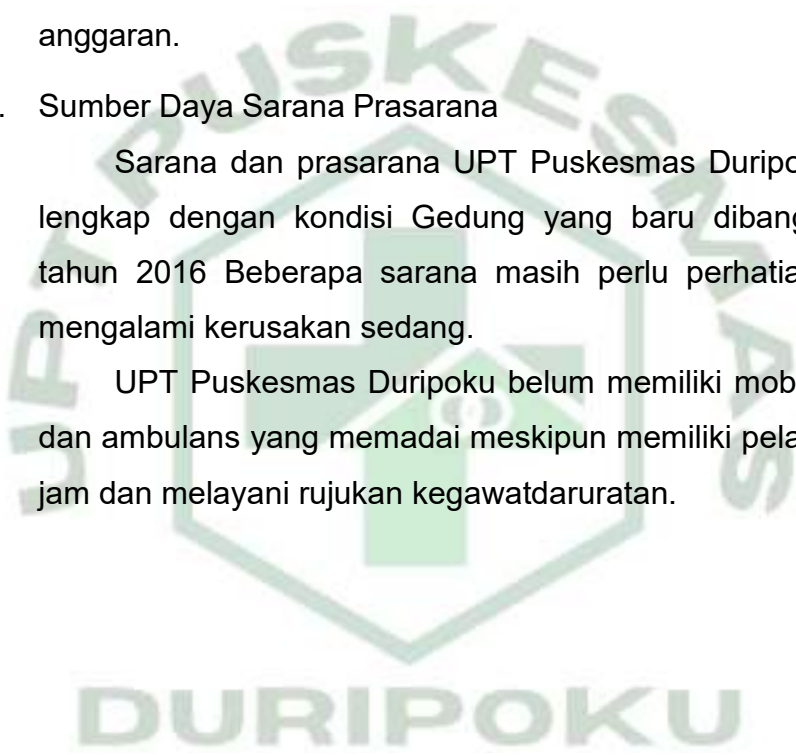 anggaran.
. Sumber Daya Sarana Prasarana
Sarana dan prasarana UPT Puskesmas
lengkap dengan kondisi Gedung yang baru
tahun 2016 Beberapa sarana masih perlu
mengalami kerusakan sedang.
UPT Puskesmas Duripoku belum memiliki
dan ambulans yang memadai meskipun memiliki
jam dan melayani rujukan kegawatdaruratan.
UPT PUSKESMAS
DURIPOKU